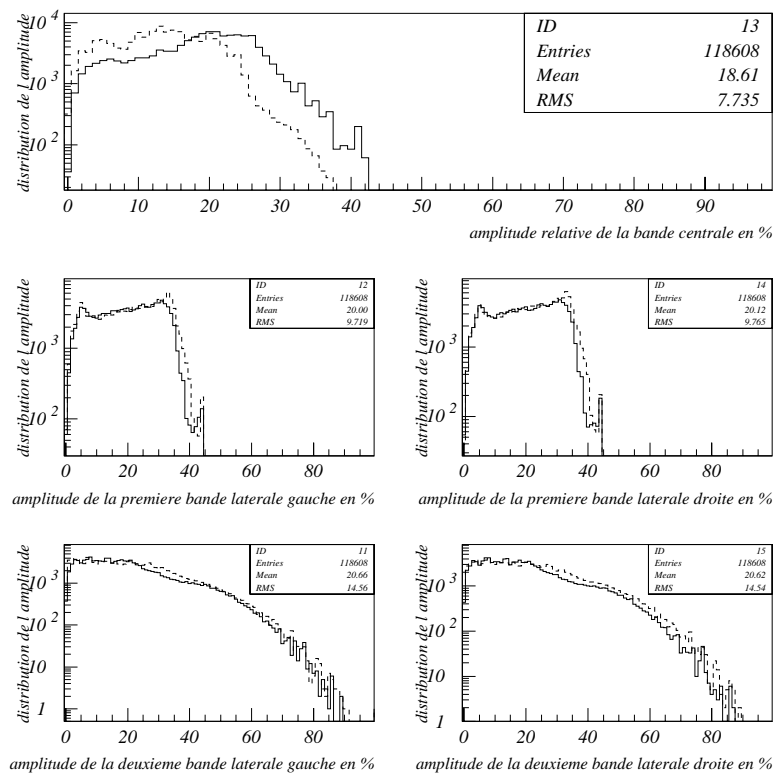 distribution de l amplitude
10 4
10 3
10 2
ID 13
Entries 118608
Mean 18.61
RMS 7.735
0 10 20 30 40 50 60 70 80 90
amplitude relative de la bande centrale en %
distribution de l amplitude
10 3
10 2
ID 12
Entries 118608
Mean 20.00
RMS 9.719
0 20 40 60 80
amplitude de la premiere bande laterale gauche en %
distribution de l amplitude
10 3
10 2
ID 14
Entries 118608
Mean 20.12
RMS 9.765
0 20 40 60 80
amplitude de la premiere bande laterale droite en %
distribution de l amplitude
10 3
10 2
10
1
ID 11
Entries 118608
Mean 20.66
RMS 14.56
0 20 40 60 80
amplitude de la deuxieme bande laterale gauche en %
distribution de l amplitude
10 3
10 2
10
1
ID 15
Entries 118608
Mean 20.62
RMS 14.54
0 20 40 60 80
amplitude de la deuxieme bande laterale droite en %